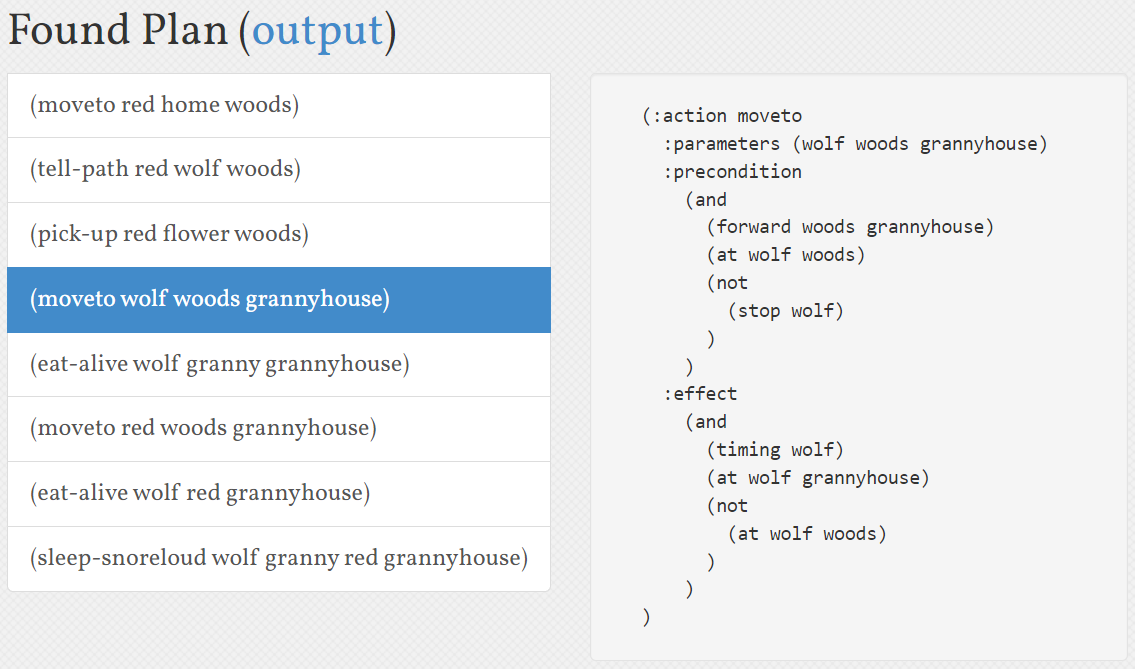 Found Plan (output)
(moveto red home woods)
(tell-path red wolf woods)
(pick-up red flower woods)
(moveto wolf woods grannyhouse)
(eat-alive wolf granny grannyhouse)
(moveto red woods grannyhouse)
(eat-alive wolf red grannyhouse)
(sleep-snoreloud wolf granny red grannyhouse)
(:action moveto
:parameters (wolf woods grannyhouse)
:precondition
(and
(forward woods grannyhouse)
(at wolf woods)
(not
(stop wolf)
)
)
:effect
(and
(timing wolf)
(at wolf grannyhouse)
(not
(at wolf woods)
)
)
)